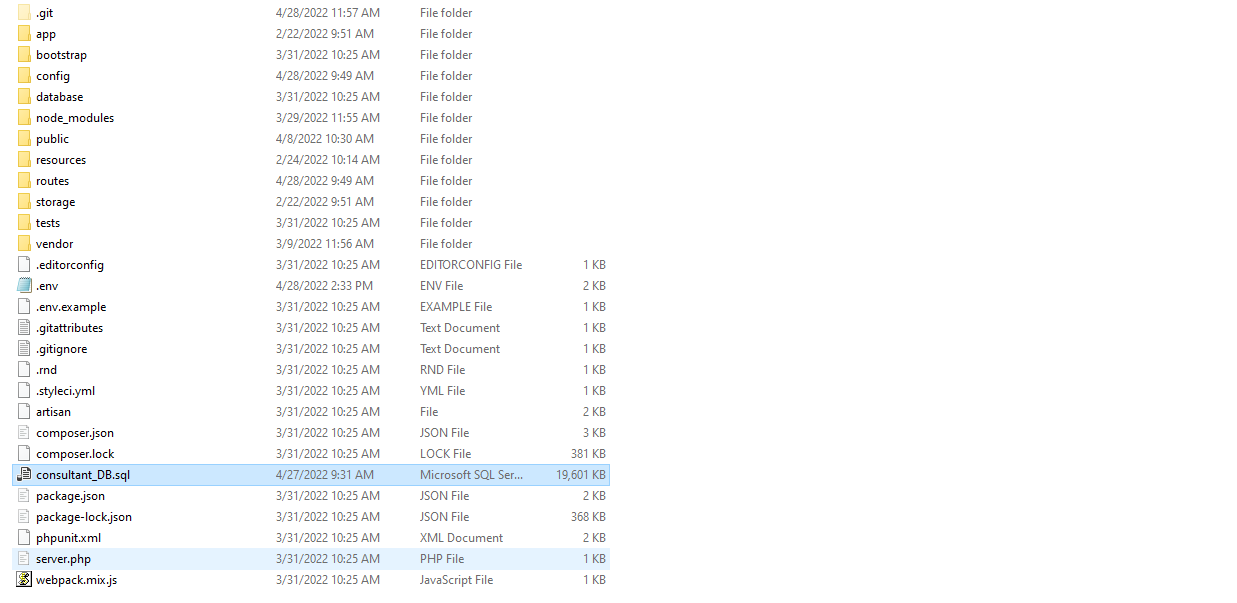 .git 4/28/2022 11:57 AM File folder
app 2/22/2022 9:51 AM File folder
bootstrap 3/31/2022 10:25 AM File folder
config 4/28/2022 9:49 AM File folder
database 3/31/2022 10:25 AM File folder
node_modules 3/29/2022 11:55 AM File folder
public 4/8/2022 10:30 AM File folder
resources 2/24/2022 10:14 AM File folder
routes 4/28/2022 9:49 AM File folder
storage 2/22/2022 9:51 AM File folder
tests 3/31/2022 10:25 AM File folder
vendor 3/9/2022 11:56 AM File folder
.editorconfig 3/31/2022 10:25 AM EDITORCONFIG File 1 KB
.env 4/28/2022 2:33 PM ENV File 2 KB
.env.example 3/31/2022 10:25 AM EXAMPLE File 1 KB
.gitattributes 3/31/2022 10:25 AM Text Document 1 KB
.gitignore 3/31/2022 10:25 AM Text Document 1 KB
.rnd 3/31/2022 10:25 AM RND File 1 KB
.styleci.yml 3/31/2022 10:25 AM YML File 1 KB
artisan 3/31/2022 10:25 AM File 2 KB
composer.json 3/31/2022 10:25 AM JSON File 3 KB
composer.lock 3/31/2022 10:25 AM LOCK File 381 KB
consultant_DB.sql 4/27/2022 9:31 AM Microsoft SQL Ser... 19,601 KB
package.json 3/31/2022 10:25 AM JSON File 2 KB
package-lock.json 3/31/2022 10:25 AM JSON File 368 KB
phpunit.xml 3/31/2022 10:25 AM XML Document 2 KB
server.php 3/31/2022 10:25 AM PHP File 1 KB
webpack.mix.js 3/31/2022 10:25 AM JavaScript File 1 KB